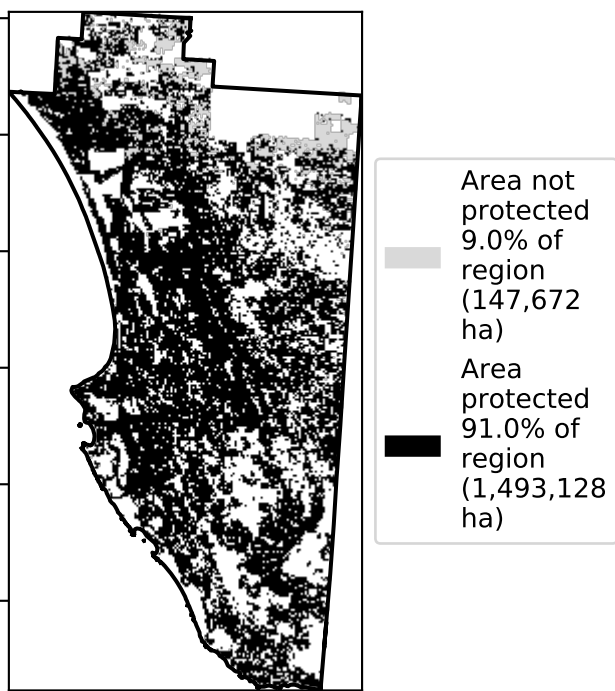 Area not
protected
9.0% of
region
(147,672
ha)
Area
protected
91.0% of
region
(1,493,128
ha)